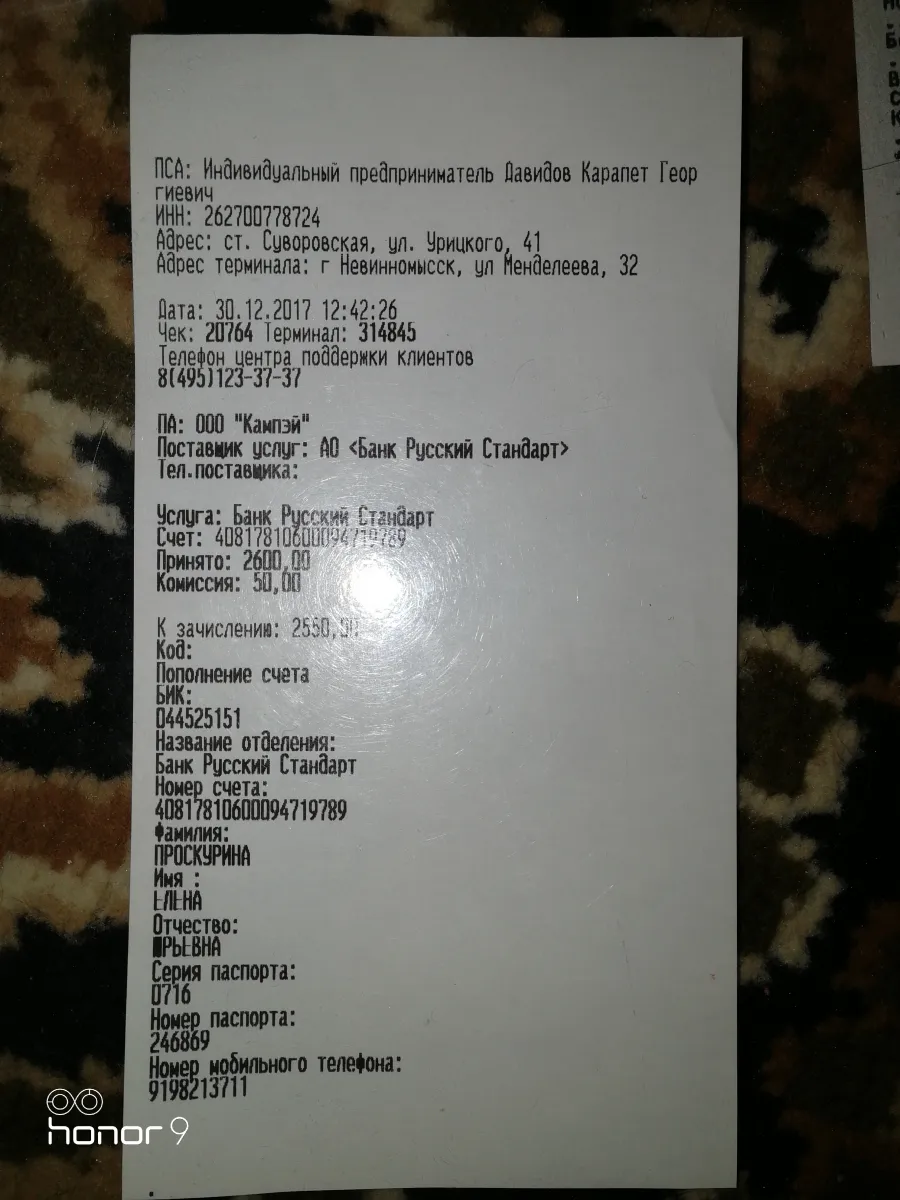 ПСА: Индивидуальный предприниматель Давидов Карапет Геор
гиевич
ИНН: 262700778724
Адрес: ст. Суворовская, ул. Урицкого, 41
Адрес терминала: г Невинномысск, ул Менделеева, 32
Дата: 30.12.2017 12:42:26
Чек: 20764 Терминал: 314845
Телефон центра поддержки клиентов
8(495)123-37-37
ПА: ООО "Кампэй"
Поставщик услуг: АО <Банк Русский Стандарт>
Тел.поставщика:
Услуга: Банк Русский Стандарт
Счет: 40817810600094719789
Принято: 2600,00
Комиссия: 50,00
К зачислению: 2550,00
Код:
Пополнение счета
БИК:
044525151
Название отделения:
Банк Русский Стандарт
Номер счета:
40817810600094719789
Фамилия:
ПРОСКУРИНА
Имя :
ЕЛЕНА
Отчество:
ЮРЬЕВНА
Серия паспорта:
0716
Номер паспорта:
246869
Номер мобильного телефона:
9198213711
honor 9